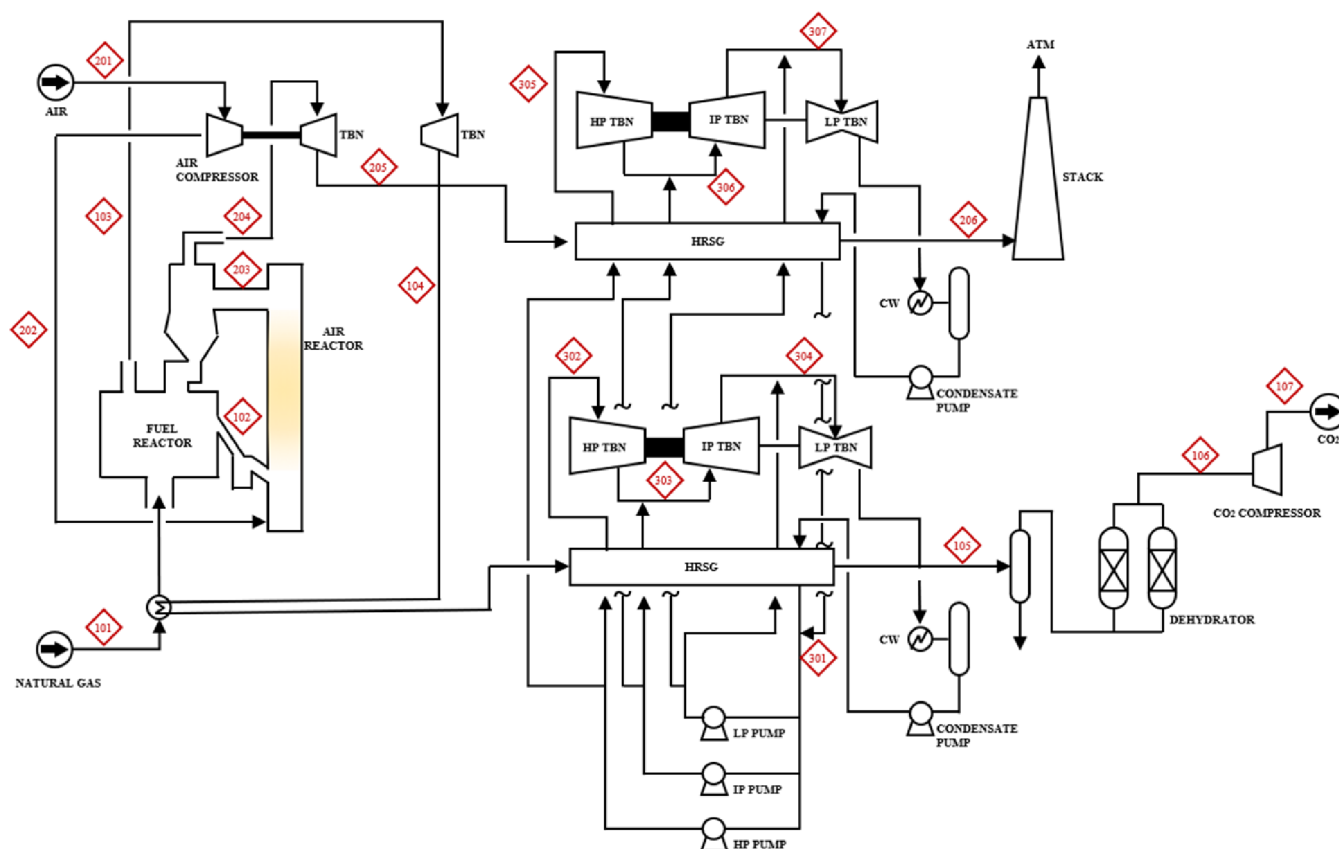 307
ATM
201
305
AIR
HP TBN
IP TBN
LP TBN
TBN
TBN
AIR
COMPRESSOR
205
306
STACK
103
204
206
HRSG
203
104
CW
202
AIR
REACTOR
302
304
CONDENSATE
PUMP
107
102
FUEL
REACTOR
HP TBN
IP TBN
LP TBN
CO2
106
303
CO2 COMPRESSOR
105
HRSG
101
DEHYDRATOR
CW
301
NATURAL GAS
LP PUMP
CONDENSATE
PUMP
IP PUMP
HP PUMP